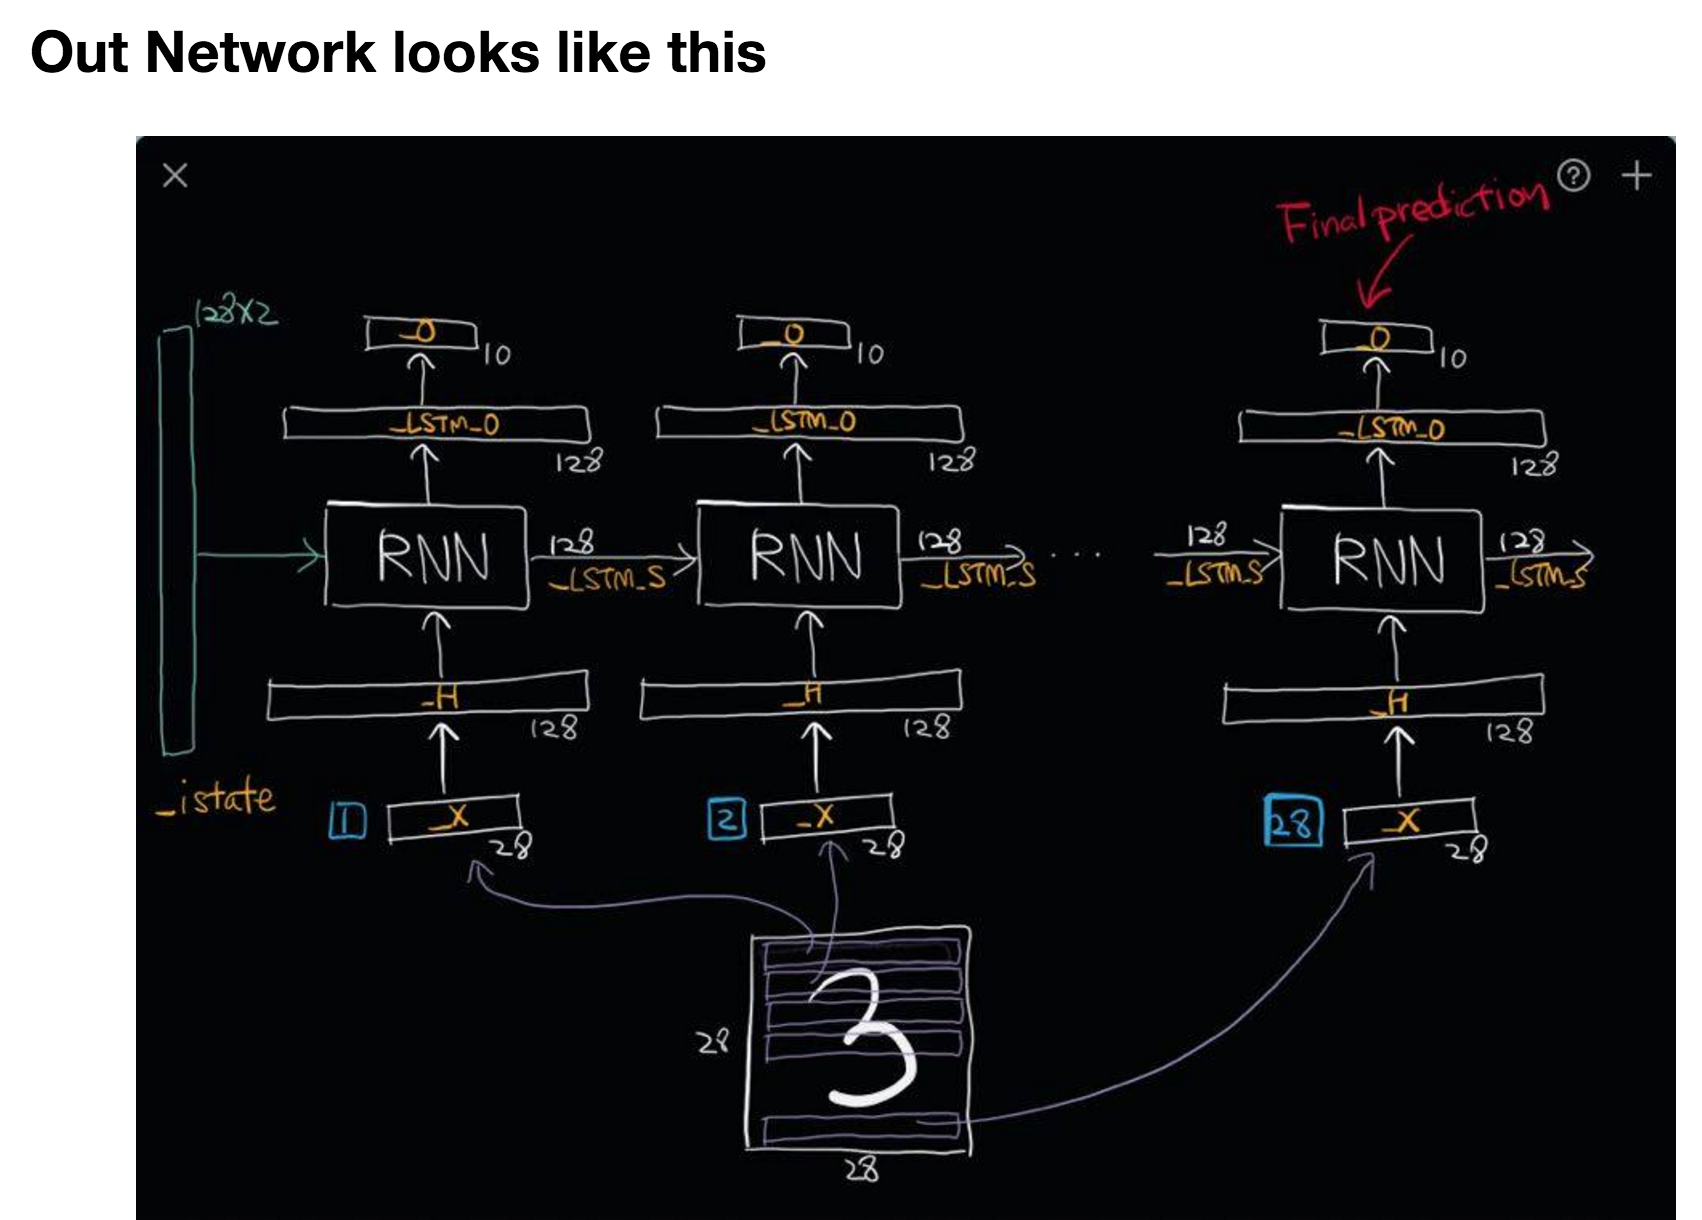 Out Network looks like this
Final prediction
?
128x2
_O
10
_O
10
_O
10
_LSTM_O
128
_LSTM_O
128
_LSTM_O
128
RNN
128
_LSTM_S
RNN
128
_LSTM_S
...
128
_LSTM_S
RNN
128
_LSTM_S
_H
128
_H
128
_H
128
_istate
1
_X
28
2
_X
28
28
_X
28
3
28
28